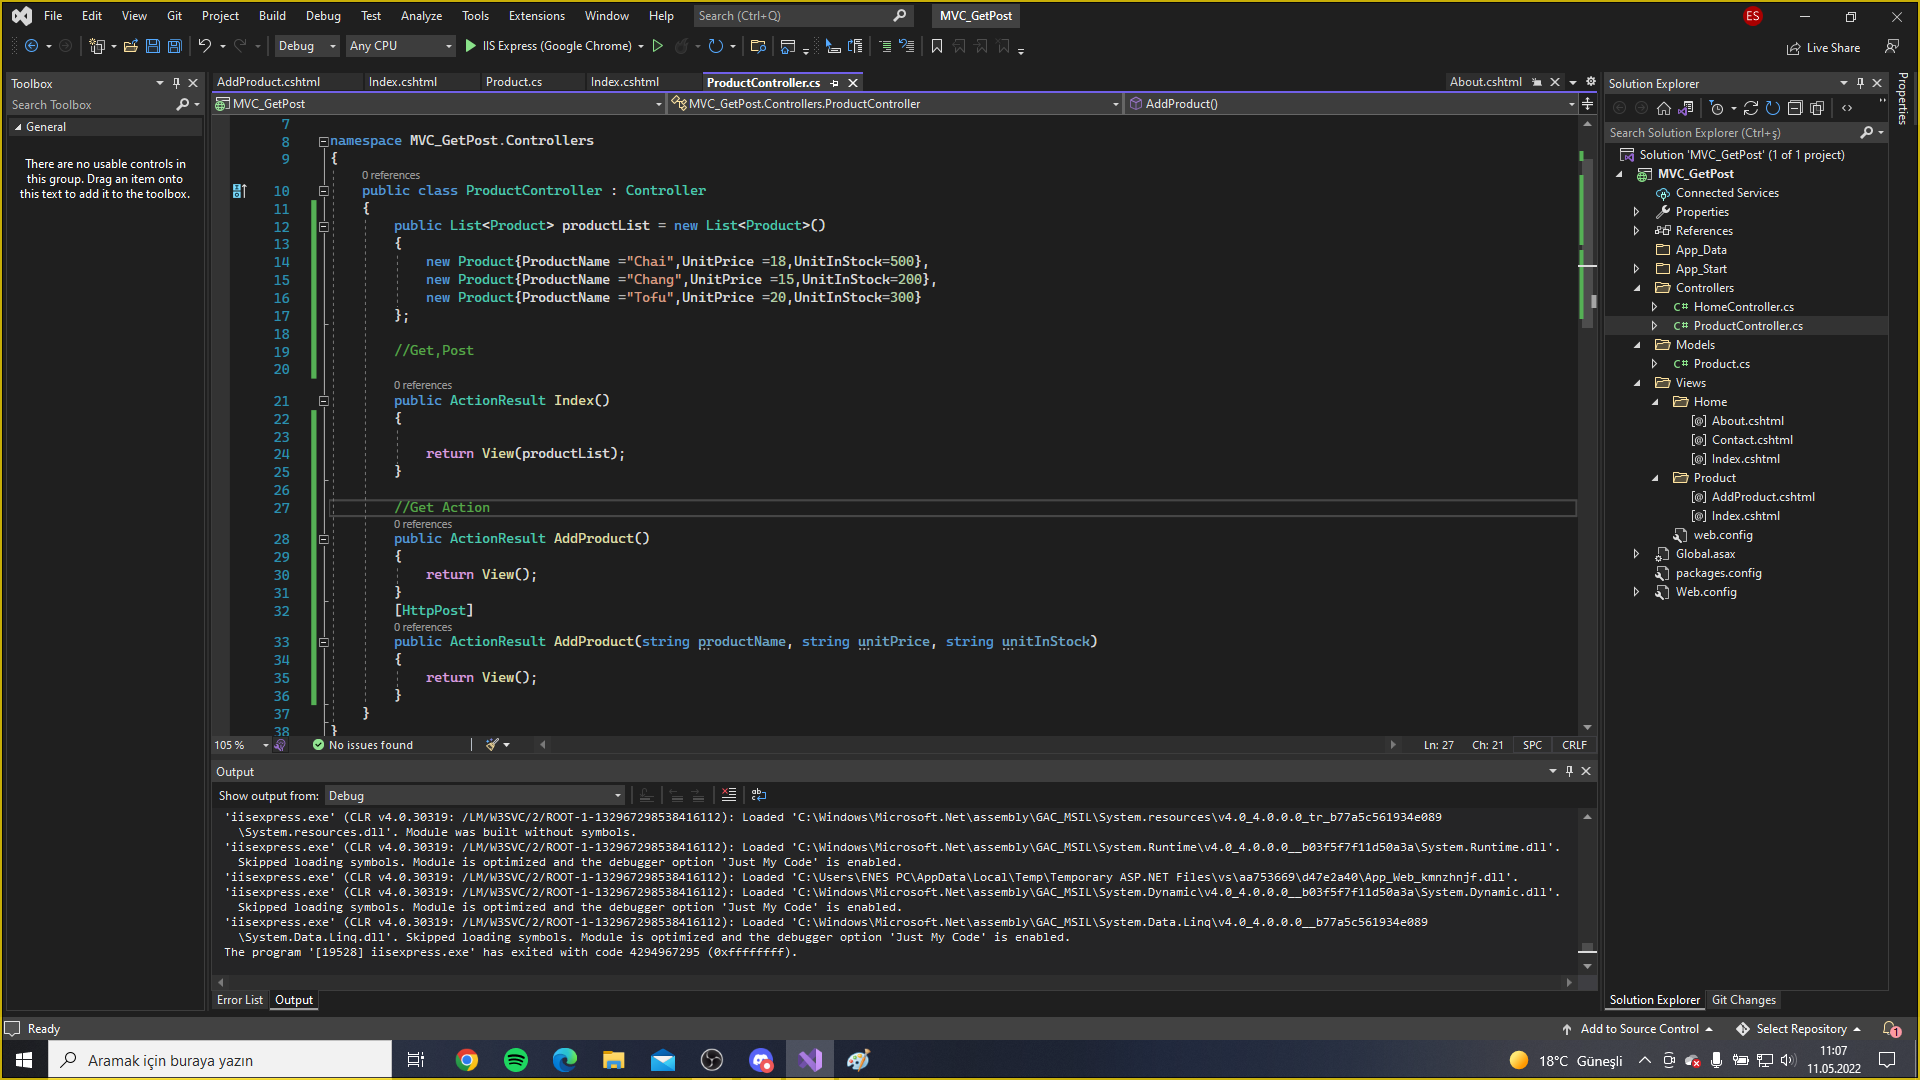 File Edit View Git Project Build Debug Test Analyze Tools Extensions Window Help Search (Ctrl+Q) MVC_GetPost ES
Debug Any CPU IIS Express (Google Chrome) Live Share
Toolbox
Search Toolbox
General
There are no usable controls in
this group. Drag an item onto
this text to add it to the toolbox.
AddProduct.cshtml Index.cshtml Product.cs Index.cshtml ProductController.cs About.cshtml
MVC_GetPost MVC_GetPost.Controllers.ProductController AddProduct()
7
8 namespace MVC_GetPost.Controllers
9 {
0 references
10 public class ProductController : Controller
11 {
12 public List<Product> productList = new List<Product>()
13 {
14 new Product{ProductName ="Chai",UnitPrice =18,UnitInStock=500},
15 new Product{ProductName ="Chang",UnitPrice =15,UnitInStock=200},
16 new Product{ProductName ="Tofu",UnitPrice =20,UnitInStock=300}
17 };
18
19 //Get,Post
20
0 references
21 public ActionResult Index()
22 {
23
24 return View(productList);
25 }
26
27 //Get Action
0 references
28 public ActionResult AddProduct()
29 {
30 return View();
31 }
32 [HttpPost]
0 references
33 public ActionResult AddProduct(string productName, string unitPrice, string unitInStock)
34 {
35 return View();
36 }
37 }
38 }
105 % No issues found Ln: 27 Ch: 21 SPC CRLF
Output
Show output from: Debug
'iisexpress.exe' (CLR v4.0.30319: /LM/W3SVC/2/ROOT-1-132967298538416112): Loaded 'C:\Windows\Microsoft.Net\assembly\GAC_MSIL\System.resources\v4.0_4.0.0.0_tr_b77a5c561934e089
\System.resources.dll'. Module was built without symbols.
'iisexpress.exe' (CLR v4.0.30319: /LM/W3SVC/2/ROOT-1-132967298538416112): Loaded 'C:\Windows\Microsoft.Net\assembly\GAC_MSIL\System.Runtime\v4.0_4.0.0.0__b03f5f7f11d50a3a\System.Runtime.dll'.
Skipped loading symbols. Module is optimized and the debugger option 'Just My Code' is enabled.
'iisexpress.exe' (CLR v4.0.30319: /LM/W3SVC/2/ROOT-1-132967298538416112): Loaded 'C:\Users\ENES PC\AppData\Local\Temp\Temporary ASP.NET Files\vs\aa753669\d47e2a40\App_Web_kmnzhnjf.dll'.
'iisexpress.exe' (CLR v4.0.30319: /LM/W3SVC/2/ROOT-1-132967298538416112): Loaded 'C:\Windows\Microsoft.Net\assembly\GAC_MSIL\System.Dynamic\v4.0_4.0.0.0__b03f5f7f11d50a3a\System.Dynamic.dll'.
Skipped loading symbols. Module is optimized and the debugger option 'Just My Code' is enabled.
'iisexpress.exe' (CLR v4.0.30319: /LM/W3SVC/2/ROOT-1-132967298538416112): Loaded 'C:\Windows\Microsoft.Net\assembly\GAC_MSIL\System.Data.Linq\v4.0_4.0.0.0__b77a5c561934e089
\System.Data.Linq.dll'. Skipped loading symbols. Module is optimized and the debugger option 'Just My Code' is enabled.
The program '[19528] iisexpress.exe' has exited with code 4294967295 (0xffffffff).
Error List Output
Solution Explorer
Search Solution Explorer (Ctrl+ş)
Solution 'MVC_GetPost' (1 of 1 project)
MVC_GetPost
Connected Services
Properties
References
App_Data
App_Start
Controllers
C# HomeController.cs
C# ProductController.cs
Models
C# Product.cs
Views
Home
[@] About.cshtml
[@] Contact.cshtml
[@] Index.cshtml
Product
[@] AddProduct.cshtml
[@] Index.cshtml
web.config
Global.asax
packages.config
Web.config
Solution Explorer Git Changes
Properties
Ready Add to Source Control Select Repository 1
Aramak için buraya yazın 18°C Güneşli 11:07
11.05.2022